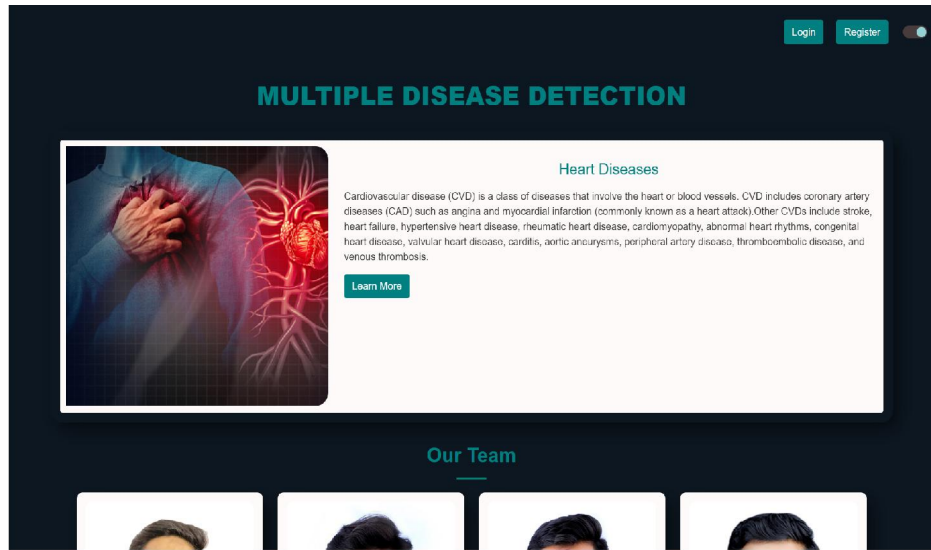 Login Register
MULTIPLE DISEASE DETECTION
Heart Diseases
Cardiovascular disease (CVD) is a class of diseases that involve the heart or blood vessels. CVD includes coronary artery
diseases (CAD) such as angina and myocardial infarction (commonly known as a heart attack).Other CVDs include stroke,
heart failure, hypertensive heart disease, rheumatic heart disease, cardiomyopathy, abnormal heart rhythms, congenital
heart disease, valvular heart disease, carditis, aortic aneurysms, peripheral artery disease, thromboembolic disease, and
venous thrombosis.
Learn More
Our Team